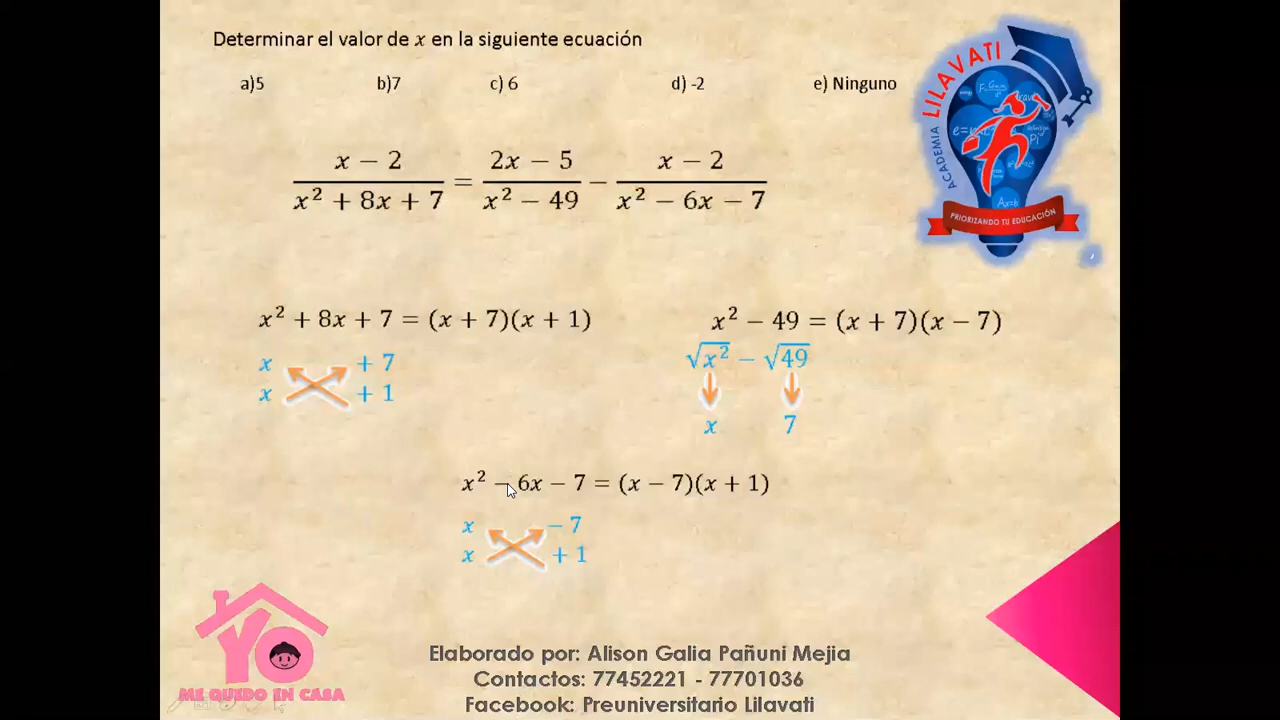 Determinar el valor de x en la siguiente ecuación
a)5 b)7 c) 6 d) -2 e) Ninguno
x − 2 / x² + 8x + 7 = 2x − 5 / x² − 49 − x − 2 / x² − 6x − 7
ACADEMIA LILAVATI
PRIORIZANDO TU EDUCACIÓN
x² + 8x + 7 = (x + 7)(x + 1)
x + 7
x + 1
x² − 49 = (x + 7)(x − 7)
√x² − √49
x 7
x² − 6x − 7 = (x − 7)(x + 1)
x − 7
x + 1
YO
ME QUEDO EN CASA
Elaborado por: Alison Galia Pañuni Mejia
Contactos: 77452221 - 77701036
Facebook: Preuniversitario Lilavati